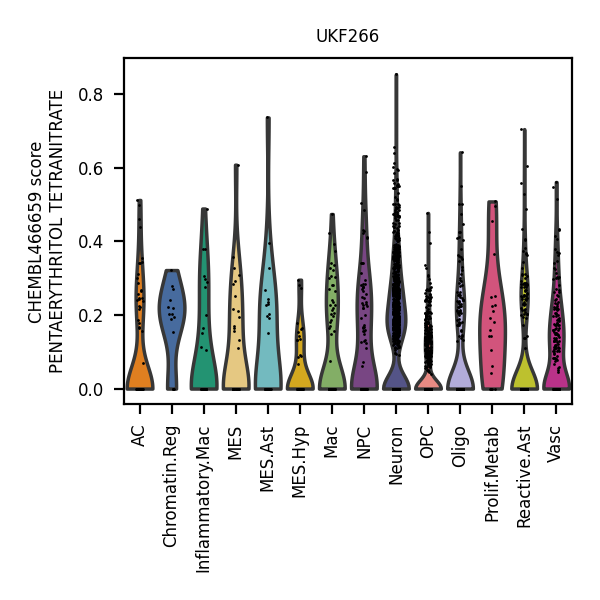 UKF266
CHEMBL466659 score
PENTAERYTHRITOL TETRANITRATE
0.8
0.6
0.4
0.2
0.0
AC
Chromatin.Reg
Inflammatory.Mac
MES
MES.Ast
MES.Hyp
Mac
NPC
Neuron
OPC
Oligo
Prolif.Metab
Reactive.Ast
Vasc